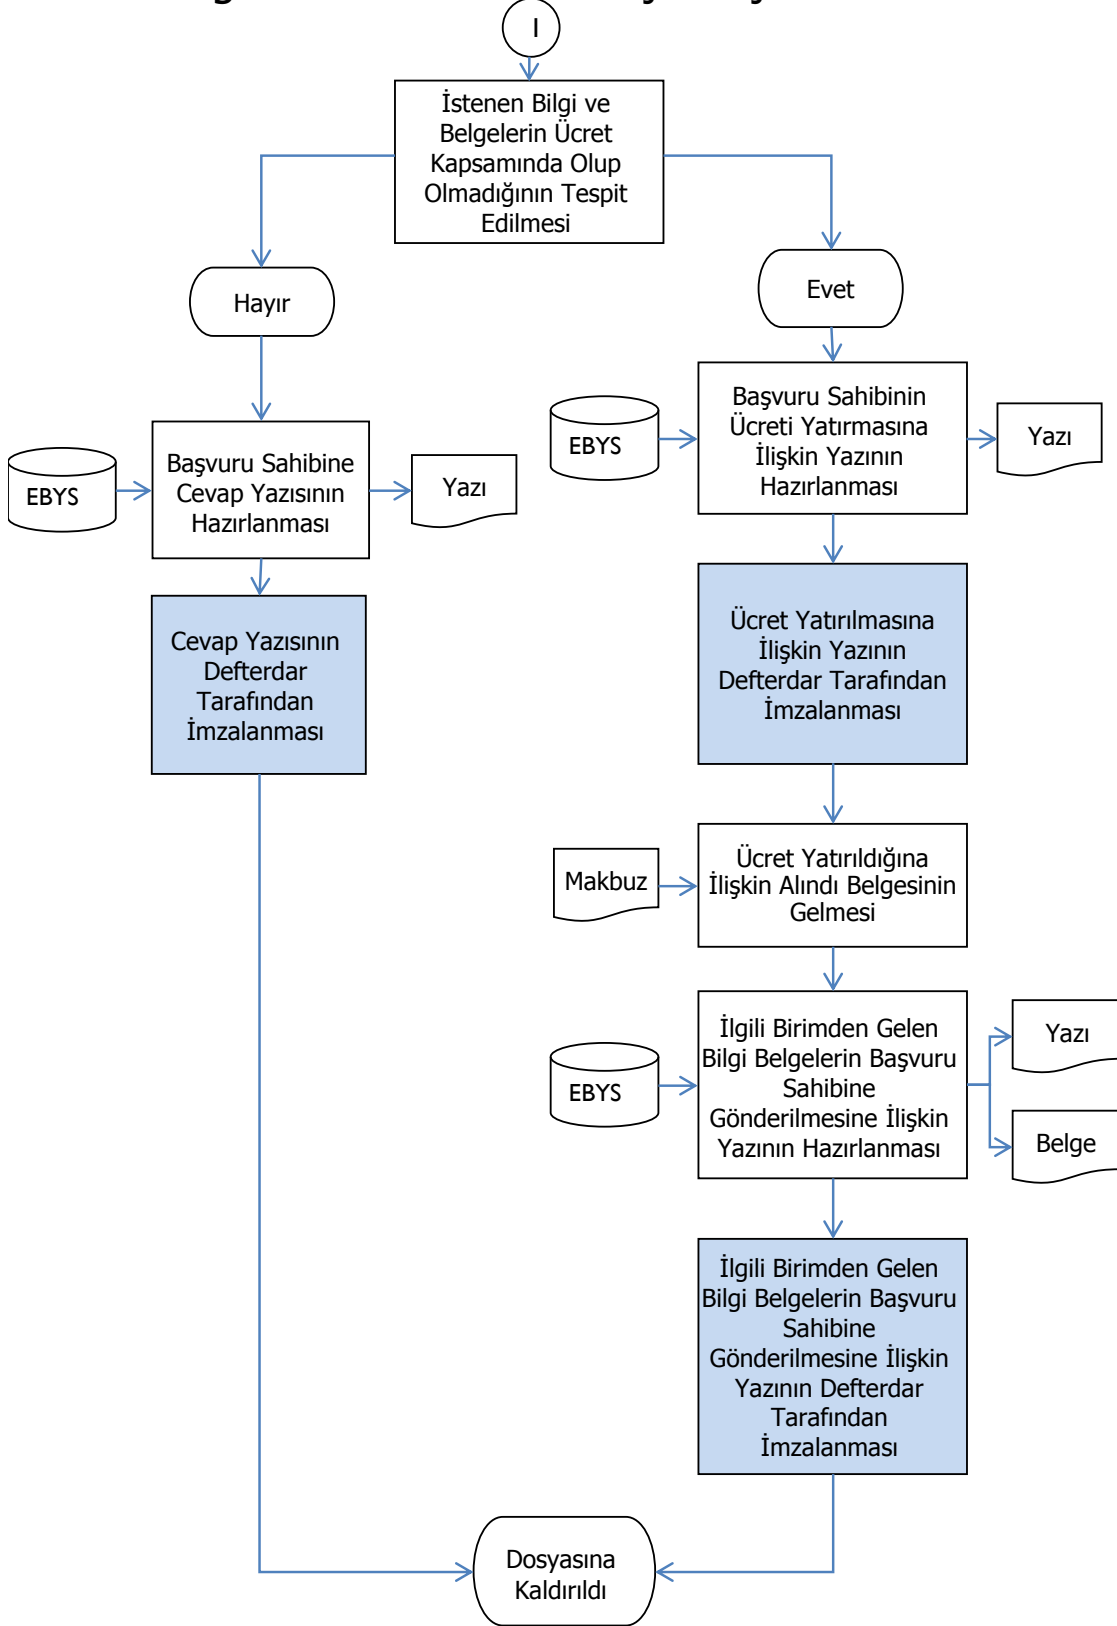 I
İstenen Bilgi ve
Belgelerin Ücret
Kapsamında Olup
Olmadığının Tespit
Edilmesi
Hayır
Evet
EBYS
Başvuru Sahibine
Cevap Yazısının
Hazırlanması
Yazı
EBYS
Başvuru Sahibinin
Ücreti Yatırmasına
İlişkin Yazının
Hazırlanması
Yazı
Cevap Yazısının
Defterdar
Tarafından
İmzalanması
Ücret Yatırılmasına
İlişkin Yazının
Defterdar Tarafından
İmzalanması
Makbuz
Ücret Yatırıldığına
İlişkin Alındı Belgesinin
Gelmesi
EBYS
İlgili Birimden Gelen
Bilgi Belgelerin Başvuru
Sahibine
Gönderilmesine İlişkin
Yazının Hazırlanması
Yazı
Belge
İlgili Birimden Gelen
Bilgi Belgelerin Başvuru
Sahibine
Gönderilmesine İlişkin
Yazının Defterdar
Tarafından
İmzalanması
Dosyasına
Kaldırıldı